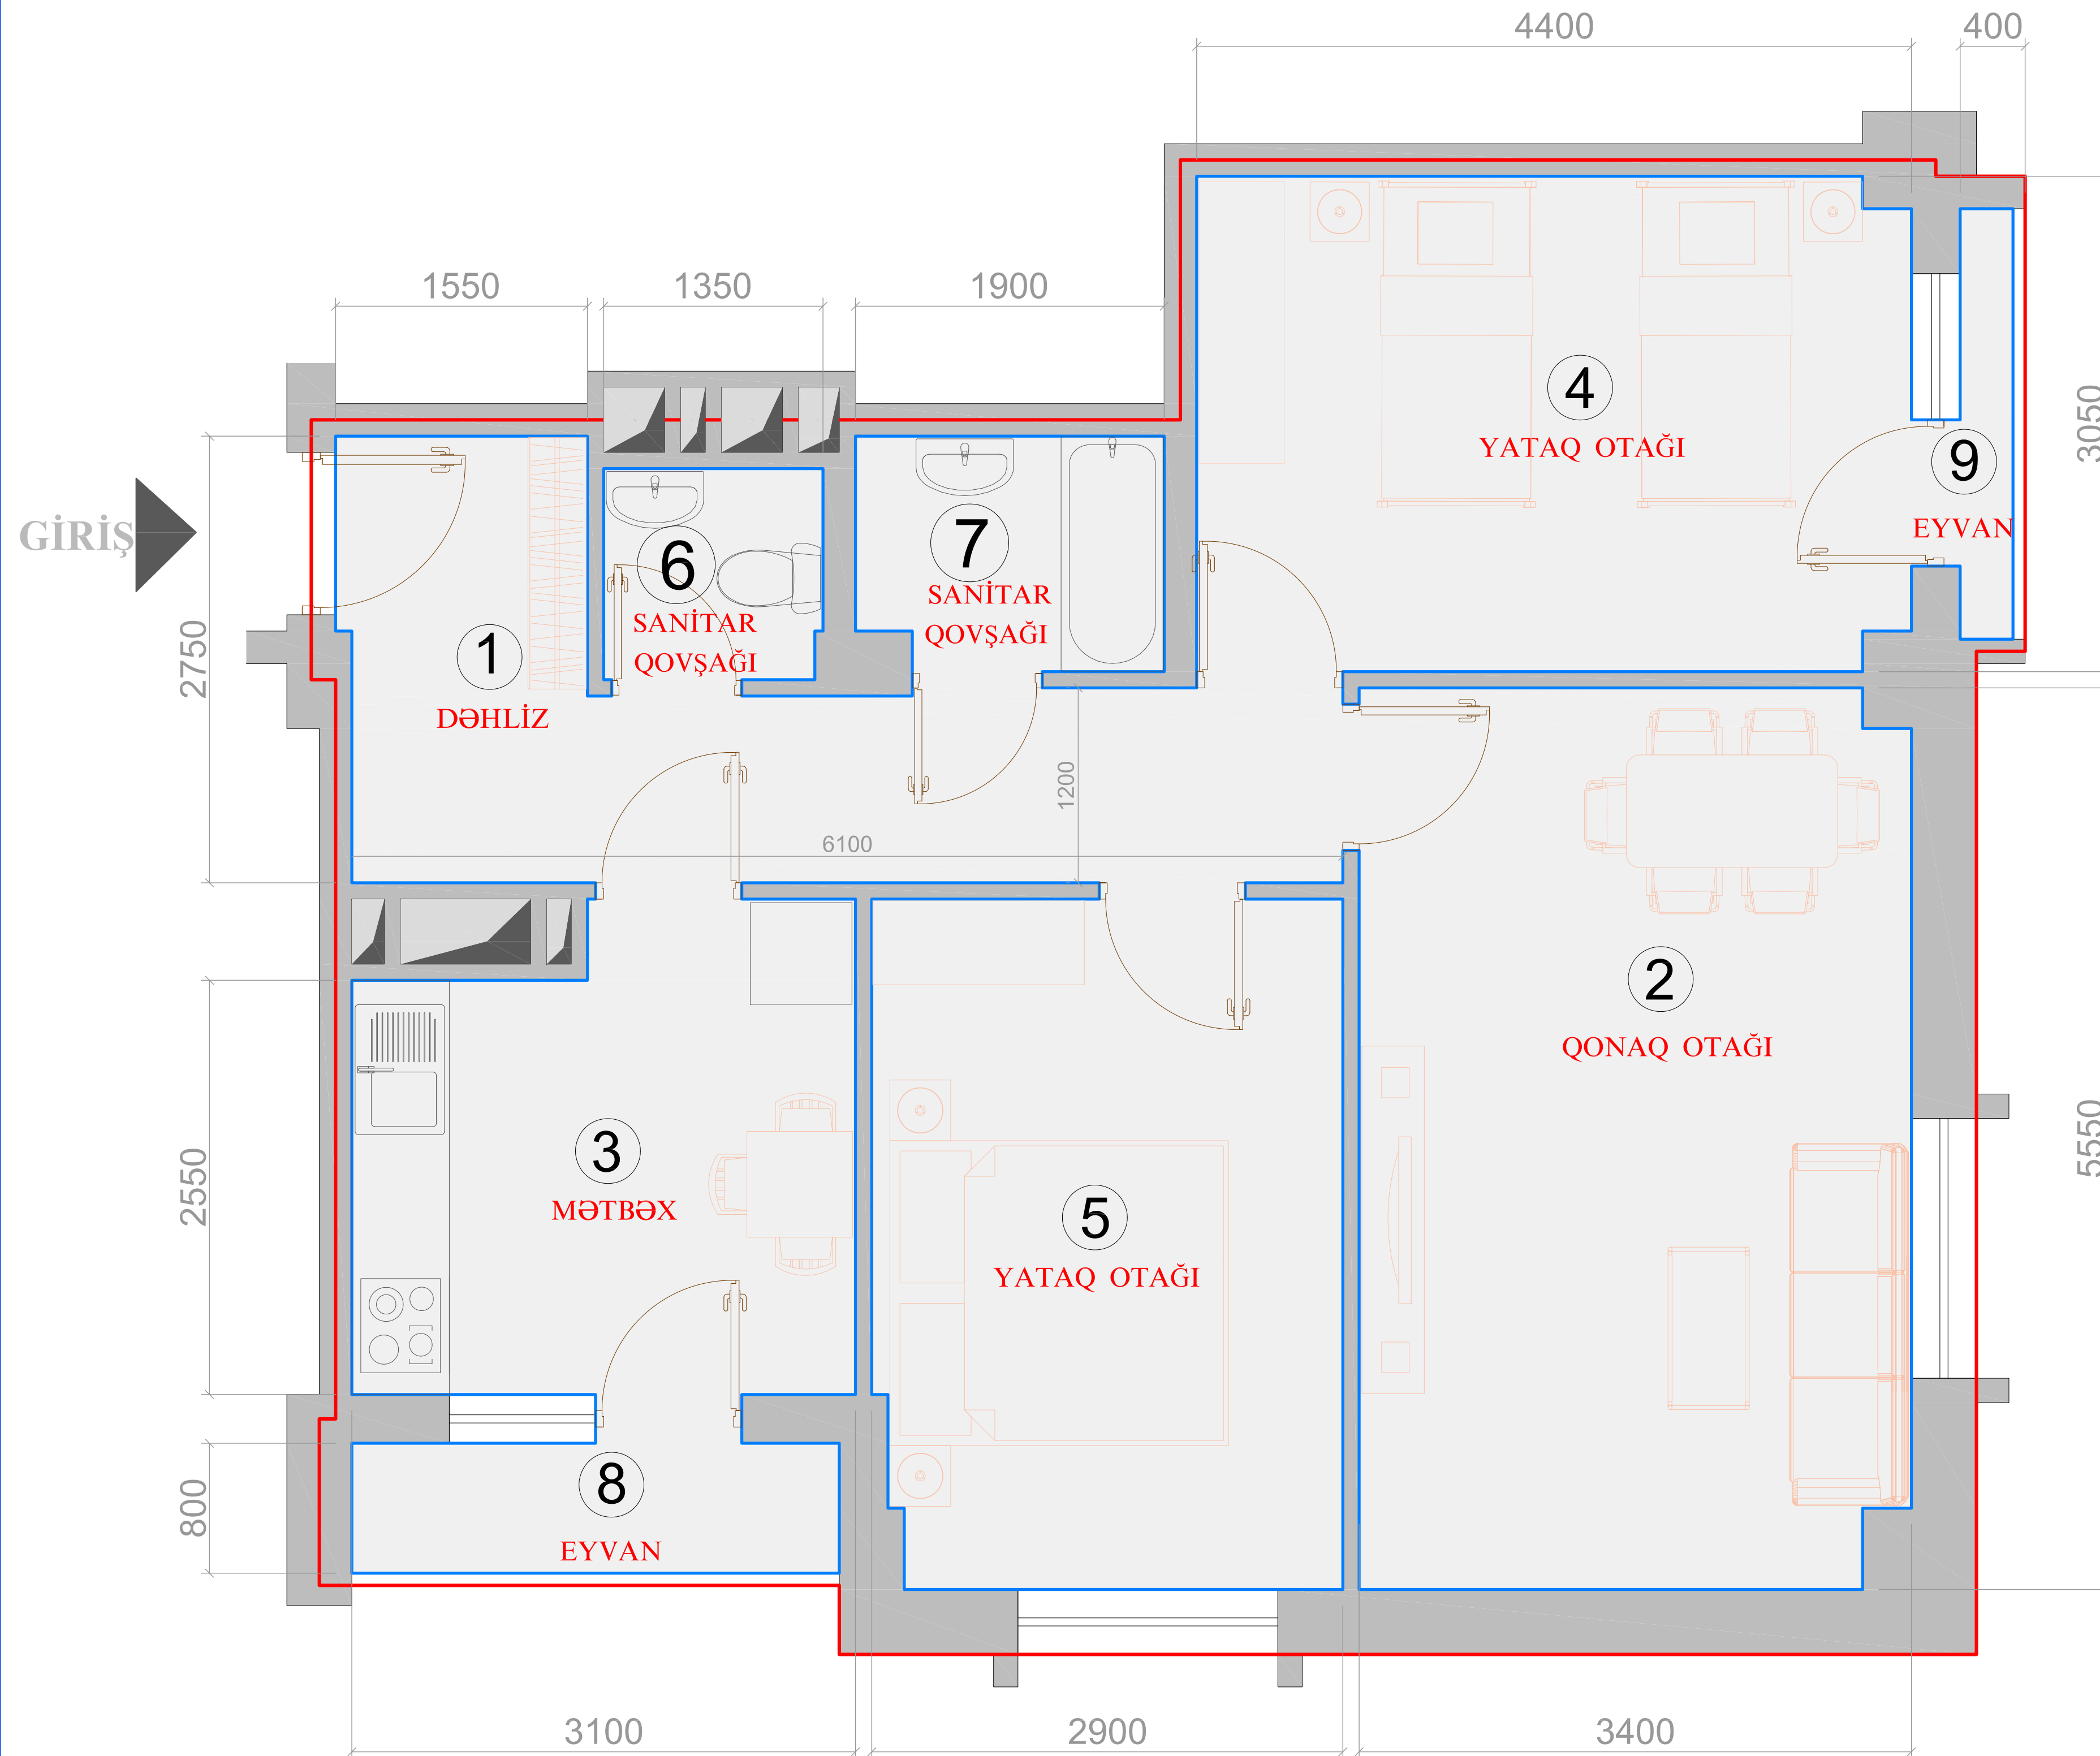 4400
400
1550
1350
1900
4
YATAQ OTAĞI
3050
9
EYVAN
GİRİŞ
6
SANİTAR
QOVŞAĞI
7
SANİTAR
QOVŞAĞI
1
DƏHLİZ
2750
1200
6100
2
QONAQ OTAĞI
5550
3
MƏTBƏX
2550
5
YATAQ OTAĞI
8
EYVAN
800
3100
2900
3400